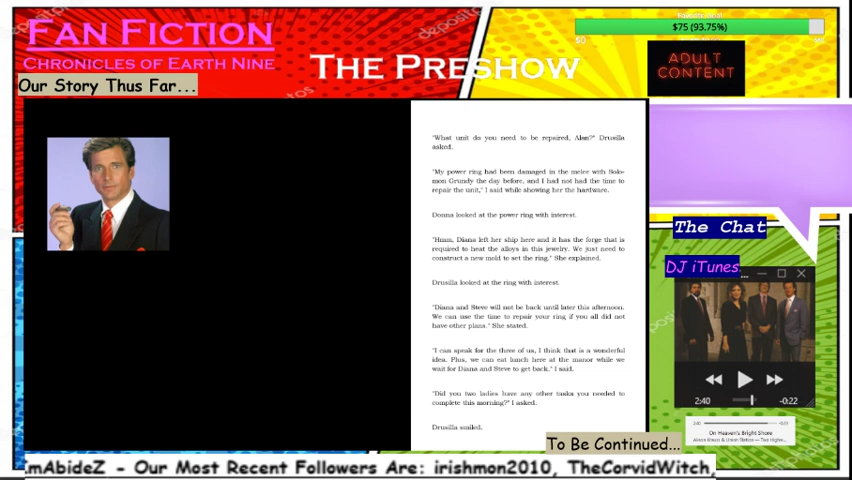 FAN FICTION
CHRONICLES OF EARTH NINE
THE PRESHOW
$75 (93.75%)
$0
ADULT
CONTENT
Our Story Thus Far...
"What unit do you need to be repaired, Alan?" Drusilla
asked.
"My power ring had been damaged in the melee with Solo-
mon Grundy the day before, and I had not had the time to
repair the unit," I said while showing her the hardware.
Donna looked at the power ring with interest.
"Hmm, Diana left her ship here and it has the forge that is
required to heat the alloys in this jewelry. We just need to
construct a new mold to set the ring." She explained.
Drusilla looked at the ring with interest.
"Diana and Steve will not be back until later this afternoon.
We can use the time to repair your ring if you all did not
have other plans." She stated.
"I can speak for the three of us, I think that is a wonderful
idea. Plus, we can eat lunch here at the manor while we
wait for Diana and Steve to get back." I said.
"Did you two ladies have any other tasks you needed to
complete this morning?" I asked.
Drusilla smiled.
To Be Continued...
The Chat
DJ iTunes
2:40
-0:22
On Heaven's Bright Shore
Alison Krauss & Union Station — Two Highw...
mAbideZ - Our Most Recent Followers Are: irishmon2010, TheCorvidWitch,